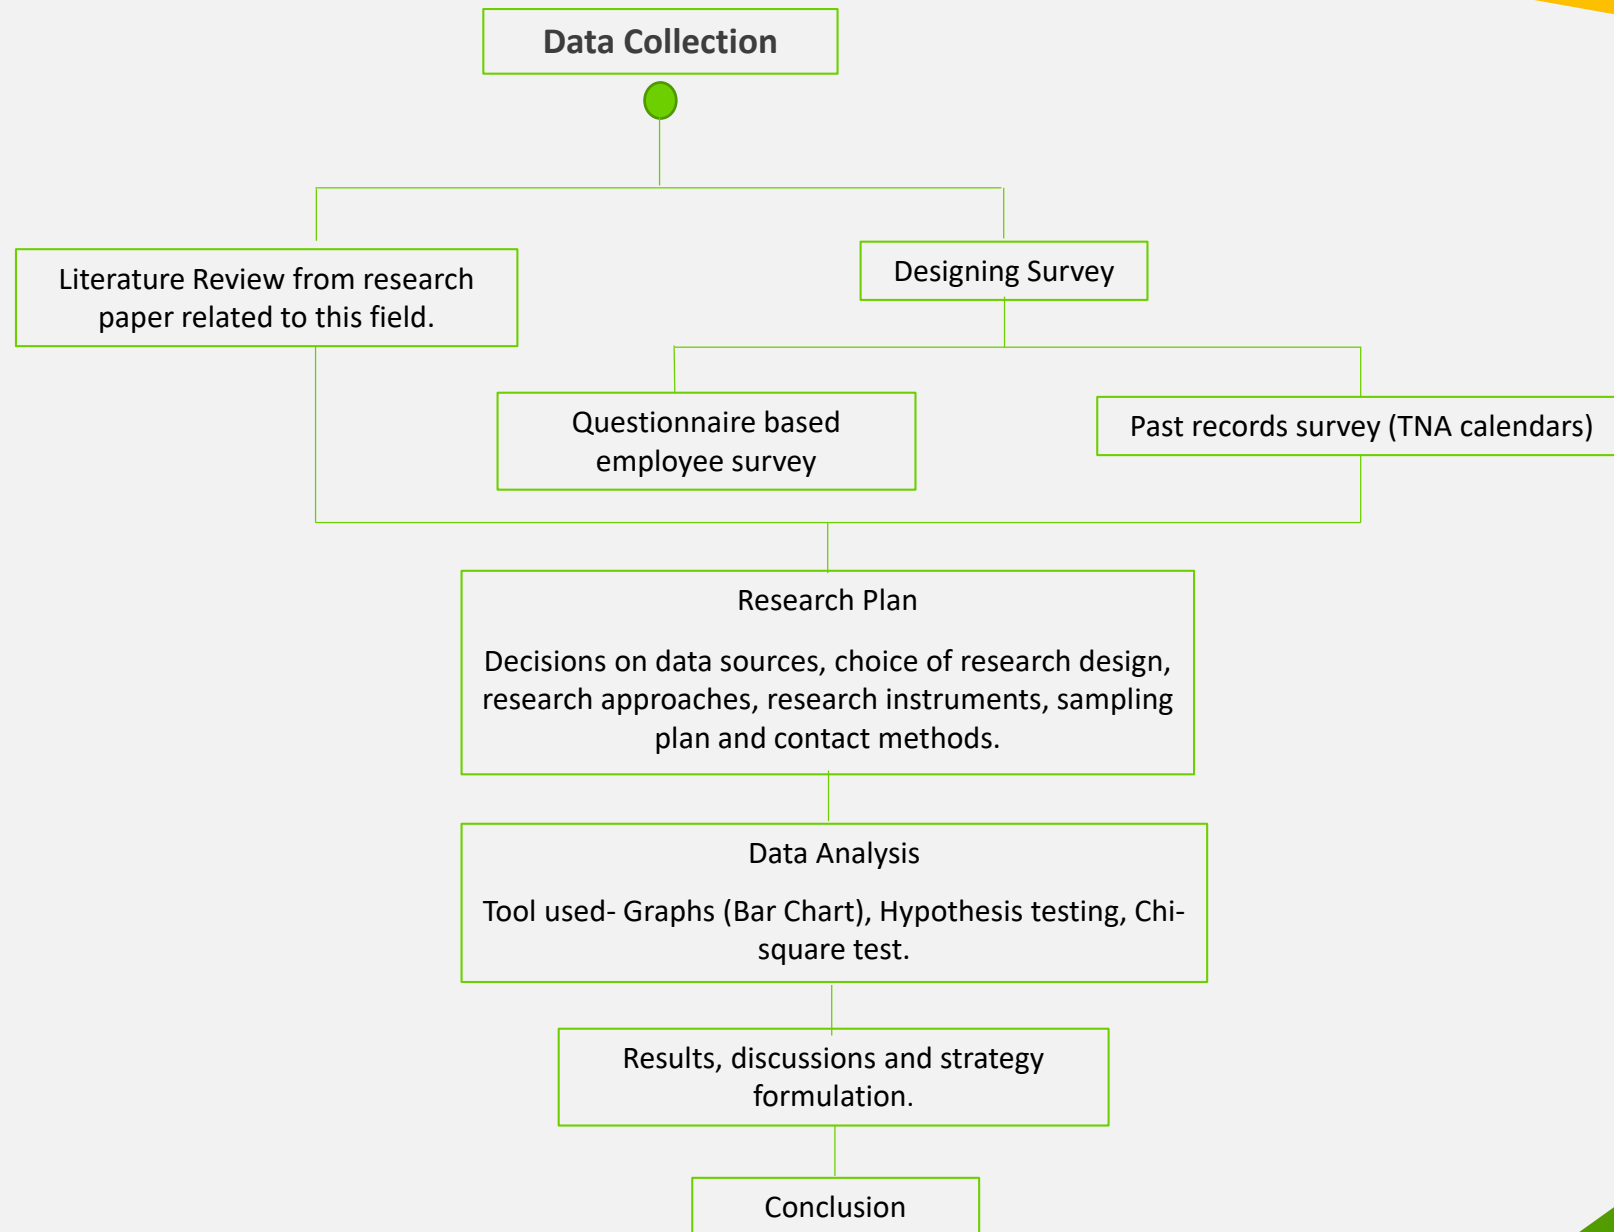 Data Collection
Literature Review from research
paper related to this field.
Designing Survey
Questionnaire based
employee survey
Past records survey (TNA calendars)
Research Plan
Decisions on data sources, choice of research design,
research approaches, research instruments, sampling
plan and contact methods.
Data Analysis
Tool used- Graphs (Bar Chart), Hypothesis testing, Chi-
square test.
Results, discussions and strategy
formulation.
Conclusion